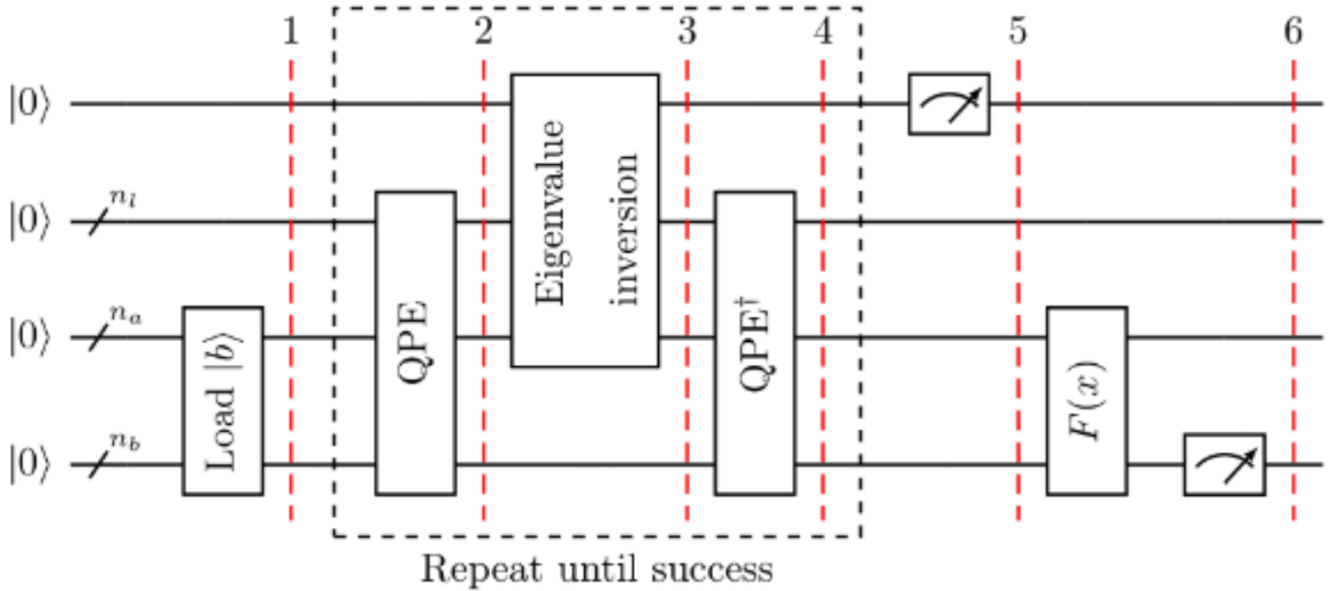 1 2 3 4 5 6
|0⟩
|0⟩ n_l
|0⟩ n_a
|0⟩ n_b
Load |b⟩
QPE
Eigenvalue
inversion
QPE†
F(x)
Repeat until success